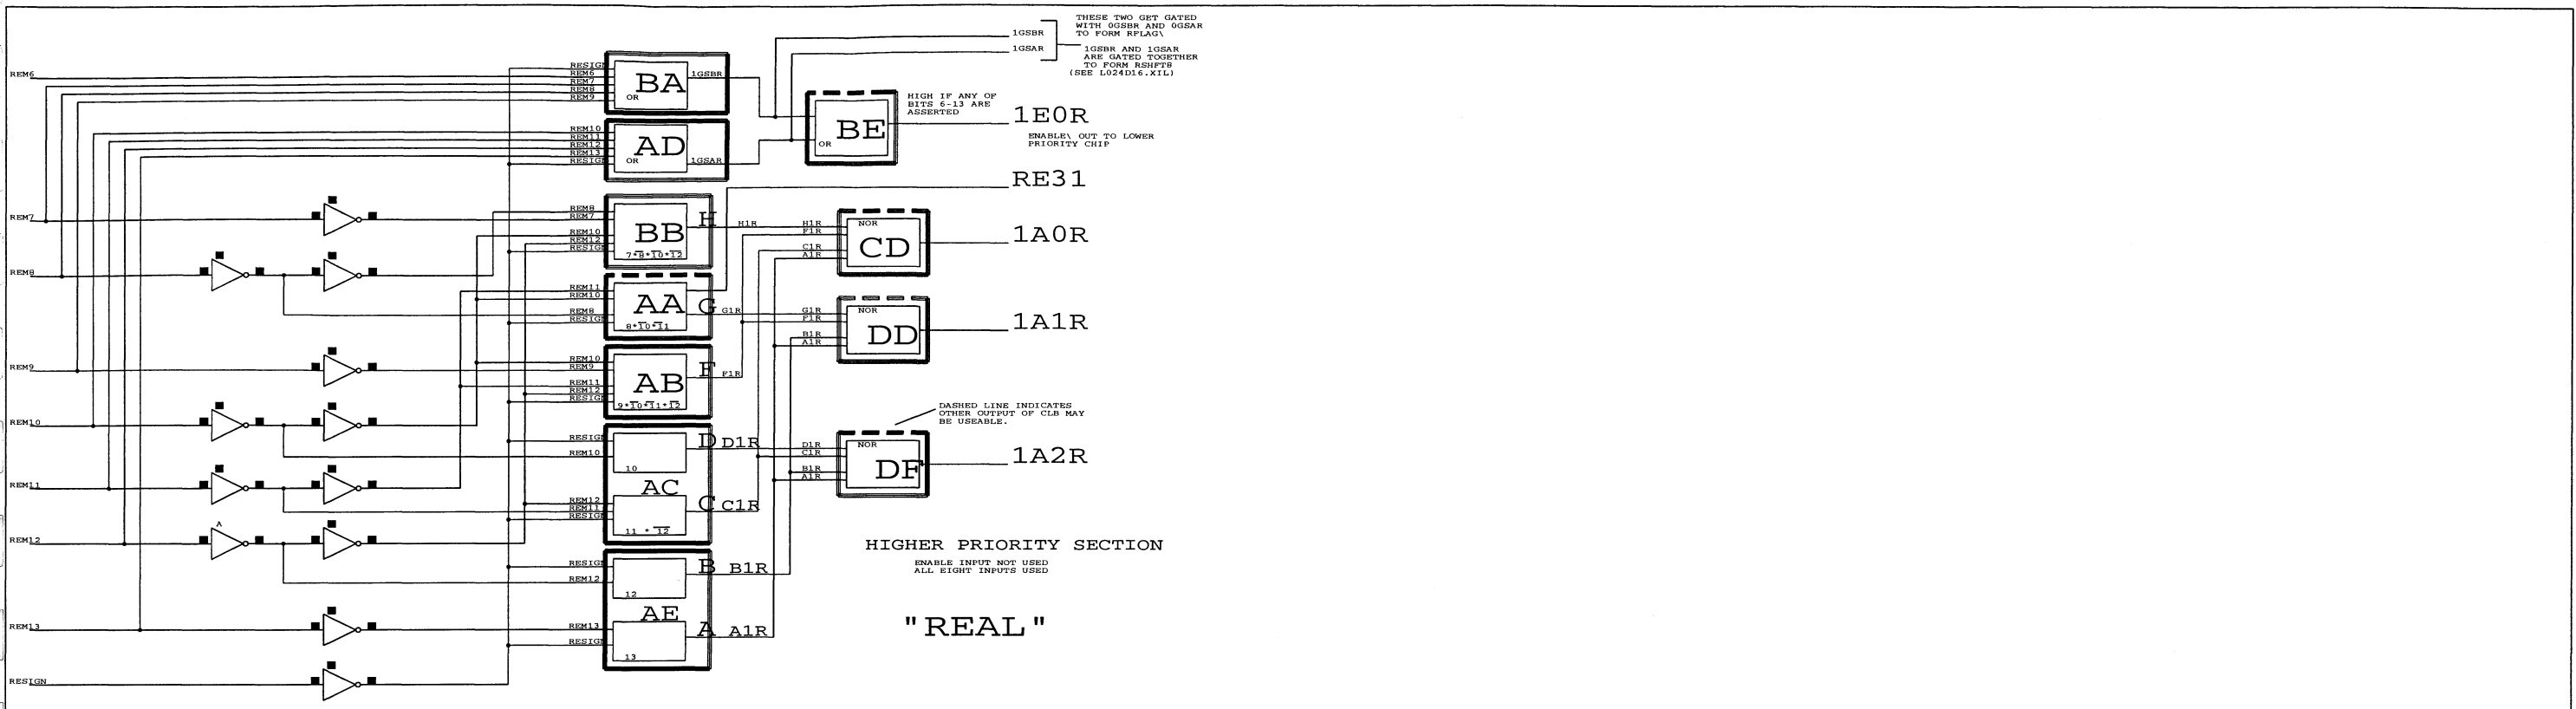 THESE TWO GET GATED
WITH 0GSBR AND 0GSAR
TO FORM RPLAG\
1GSBR
1GSAR
1GSBR AND 1GSAR
ARE GATED TOGETHER
TO FORM RSHFT8
(SEE L024D16.XIL)
REM6
RESIGN
REM6
REM7
REM8
REM9
BA
OR
1GSBR
HIGH IF ANY OF
BITS 6-13 ARE
ASSERTED
1E0R
ENABLE\ OUT TO LOWER
PRIORITY CHIP
BE
OR
REM10
REM11
REM12
REM13
RESIGN
AD
OR
1GSAR
RE31
REM7
REM8
REM7
REM10
REM12
RESIGN
BB
7*8*10*12
H
H1R
H1R
F1R
C1R
A1R
NOR
CD
1A0R
REM8
REM11
REM10
REM8
RESIGN
AA
8*10*11
G
G1R
G1R
F1R
B1R
A1R
NOR
DD
1A1R
REM9
REM10
REM9
REM11
REM12
RESIGN
AB
9*10*11*12
F
F1R
DASHED LINE INDICATES
OTHER OUTPUT OF CLB MAY
BE USEABLE.
REM10
RESIGN
REM10
10
D
D1R
D1R
C1R
B1R
A1R
NOR
DF
1A2R
REM11
AC
REM12
REM11
RESIGN
11 * 12
C
C1R
REM12
^
HIGHER PRIORITY SECTION
ENABLE INPUT NOT USED
ALL EIGHT INPUTS USED
RESIGN
REM12
12
B
B1R
AE
REM13
REM13
RESIGN
13
A
A1R
"REAL"
RESIGN